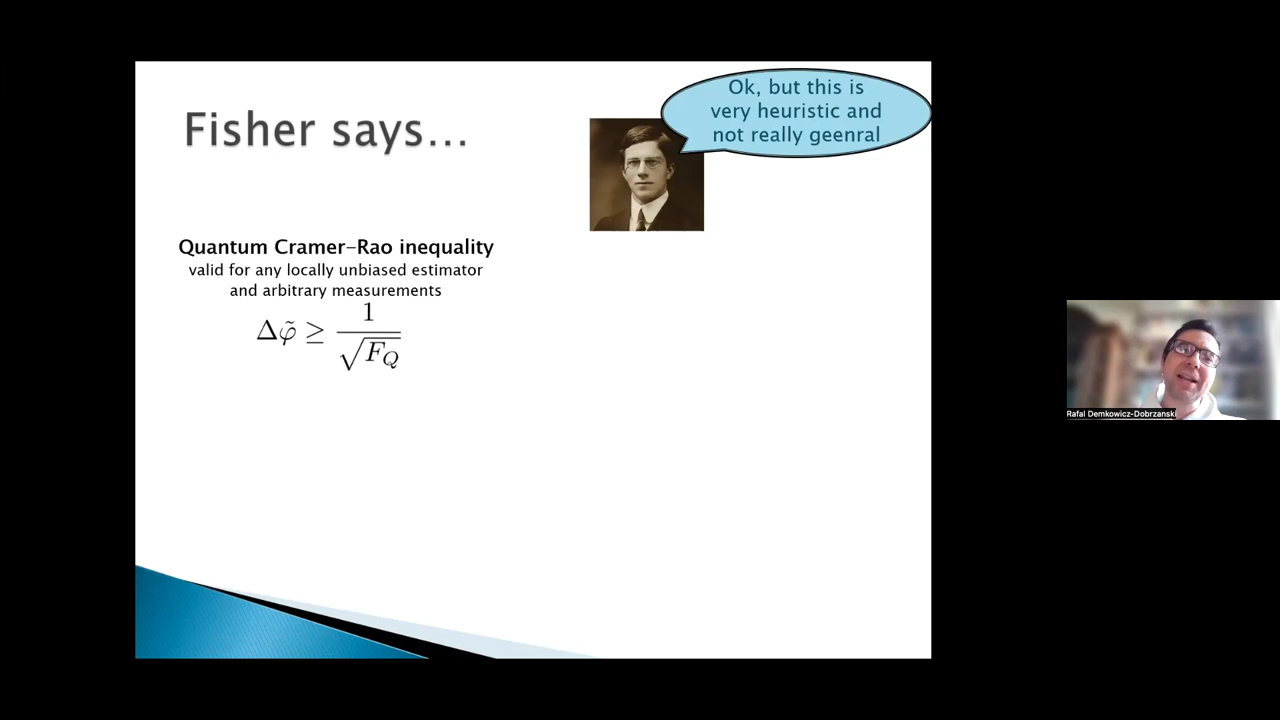 Fisher says...
Ok, but this is
very heuristic and
not really geenral
Quantum Cramer-Rao inequality
valid for any locally unbiased estimator
and arbitrary measurements
Δφ̃ ≥ 1/√F_Q
Rafal Demkowicz-Dobrzanski